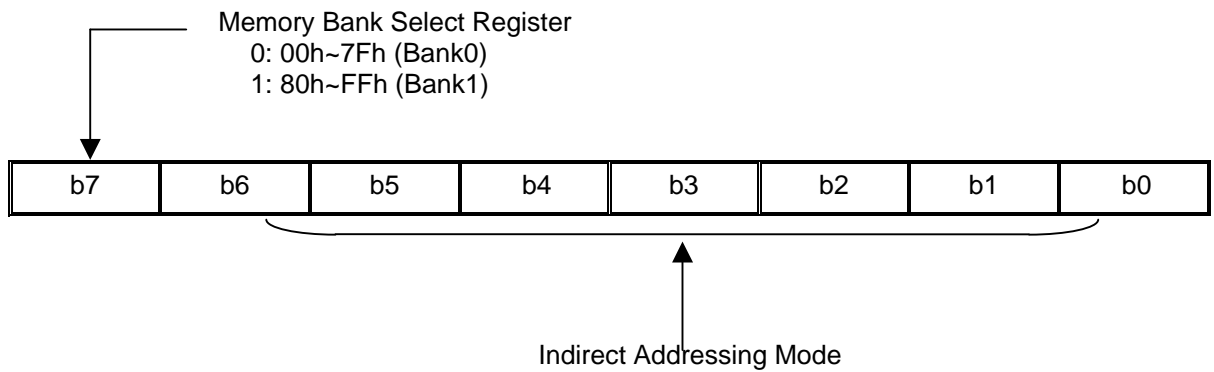 Memory Bank Select Register
0: 00h~7Fh (Bank0)
1: 80h~FFh (Bank1)
b7 b6 b5 b4 b3 b2 b1 b0
Indirect Addressing Mode